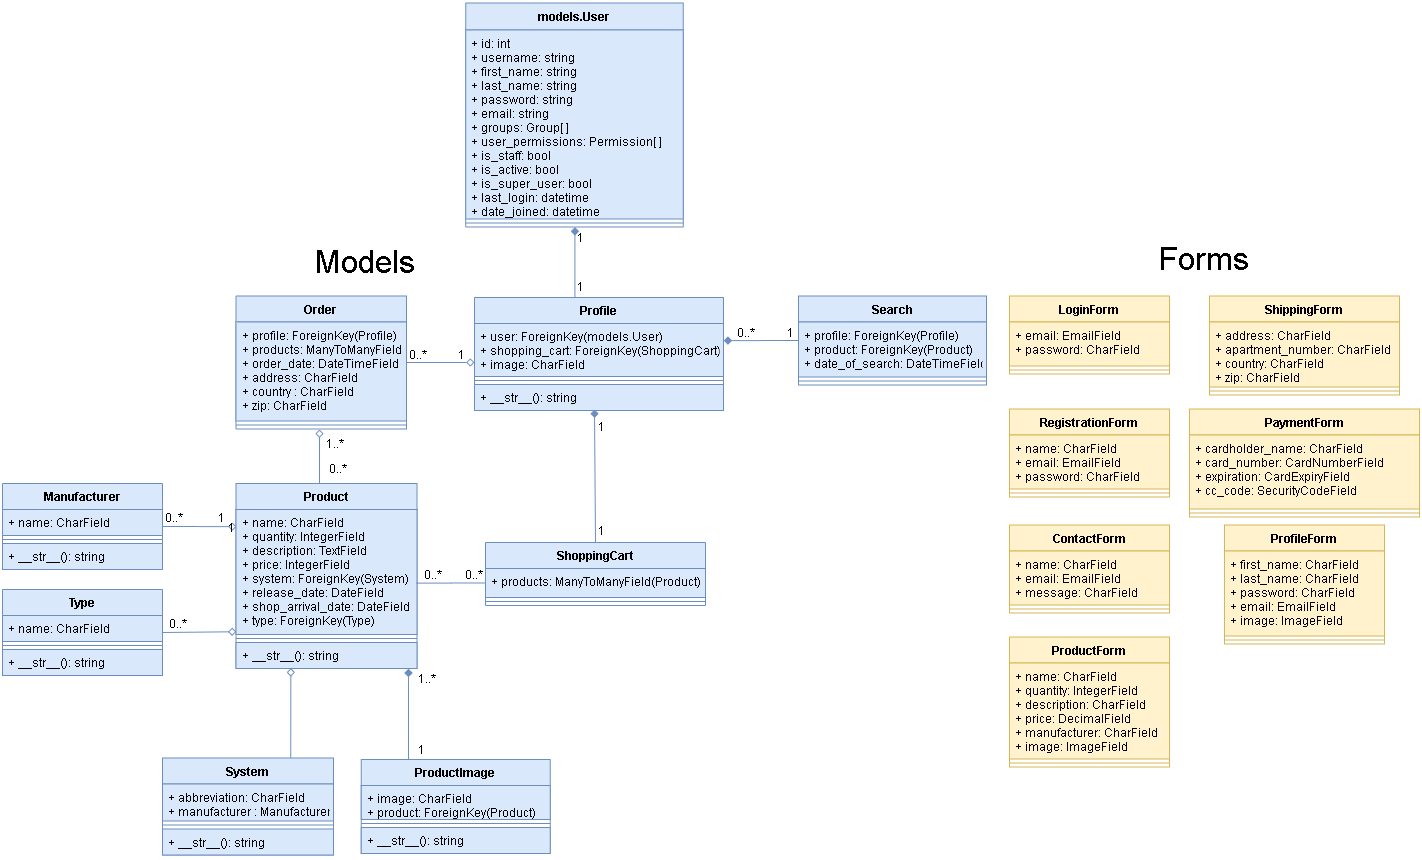 models.User
+ id: int
+ username: string
+ first_name: string
+ last_name: string
+ password: string
+ email: string
+ groups: Group[]
+ user_permissions: Permission[]
+ is_staff: bool
+ is_active: bool
+ is_super_user: bool
+ last_login: datetime
+ date_joined: datetime
1
1
Models
Order
+ profile: ForeignKey(Profile)
+ products: ManyToManyField
+ order_date: DateTimeField
+ address: CharField
+ country : CharField
+ zip: CharField
0..*
1
Profile
+ user: ForeignKey(models.User)
+ shopping_cart: ForeignKey(ShoppingCart)
+ image: CharField
+ __str__(): string
0..*
1
Search
+ profile: ForeignKey(Profile)
+ product: ForeignKey(Product)
+ date_of_search: DateTimeField
1..*
0..*
1
1
Manufacturer
+ name: CharField
+ __str__(): string
0..*
1
1
Type
+ name: CharField
+ __str__(): string
0..*
Product
+ name: CharField
+ quantity: IntegerField
+ description: TextField
+ price: IntegerField
+ system: ForeignKey(System)
+ release_date: DateField
+ shop_arrival_date: DateField
+ type: ForeignKey(Type)
+ __str__(): string
0..*
0..*
ShoppingCart
+ products: ManyToManyField(Product)
1..*
1
System
+ abbreviation: CharField
+ manufacturer : Manufacturer
+ __str__(): string
ProductImage
+ image: CharField
+ product: ForeignKey(Product)
+ __str__(): string
Forms
LoginForm
+ email: EmailField
+ password: CharField
ShippingForm
+ address: CharField
+ apartment_number: CharField
+ country: CharField
+ zip: CharField
RegistrationForm
+ name: CharField
+ email: EmailField
+ password: CharField
PaymentForm
+ cardholder_name: CharField
+ card_number: CardNumberField
+ expiration: CardExpiryField
+ cc_code: SecurityCodeField
ContactForm
+ name: CharField
+ email: EmailField
+ message: CharField
ProfileForm
+ first_name: CharField
+ last_name: CharField
+ password: CharField
+ email: EmailField
+ image: ImageField
ProductForm
+ name: CharField
+ quantity: IntegerField
+ description: CharField
+ price: DecimalField
+ manufacturer: CharField
+ image: ImageField